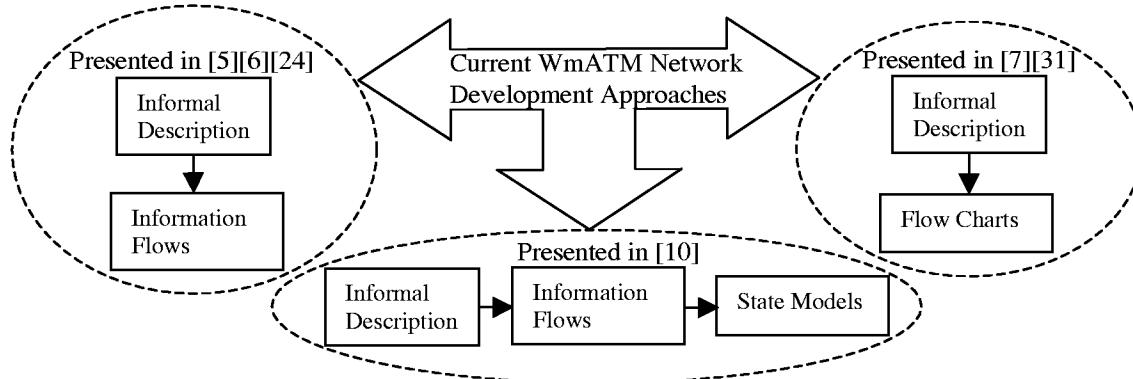 Presented in [5][6][24]
Informal
Description
Information
Flows
Current WmATM Network
Development Approaches
Presented in [7][31]
Informal
Description
Flow Charts
Presented in [10]
Informal
Description
Information
Flows
State Models